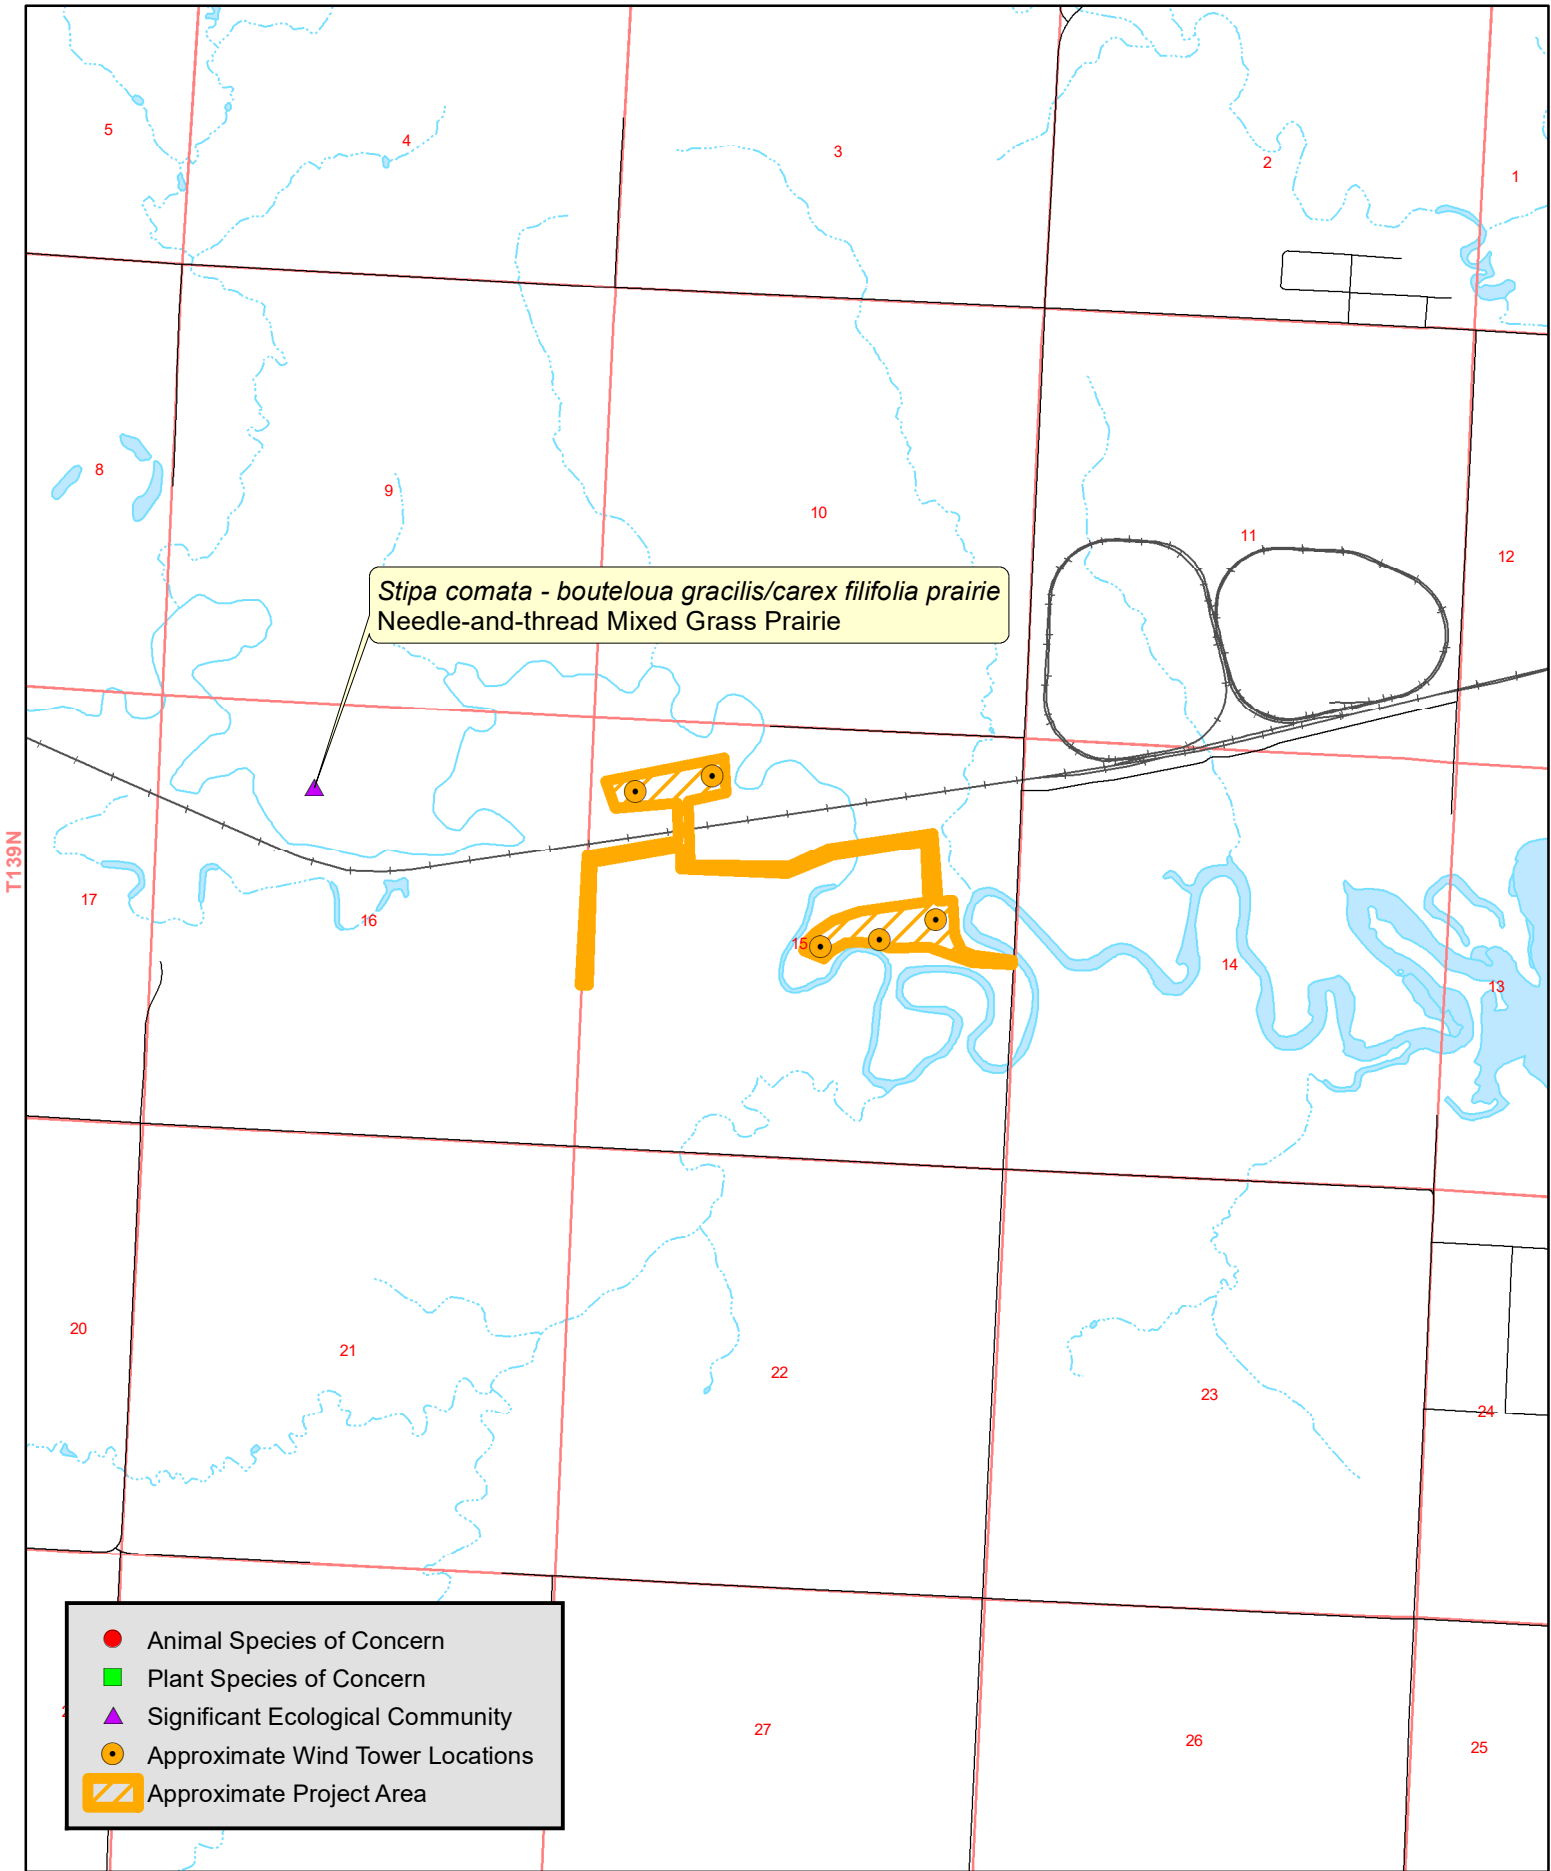 5
4
3
2
1
8
9
10
11
12
Stipa comata - bouteloua gracilis/carex filifolia prairie
Needle-and-thread Mixed Grass Prairie
T139N
17
16
15
14
13
20
21
22
23
24
27
26
25
Animal Species of Concern
Plant Species of Concern
Significant Ecological Community
Approximate Wind Tower Locations
Approximate Project Area